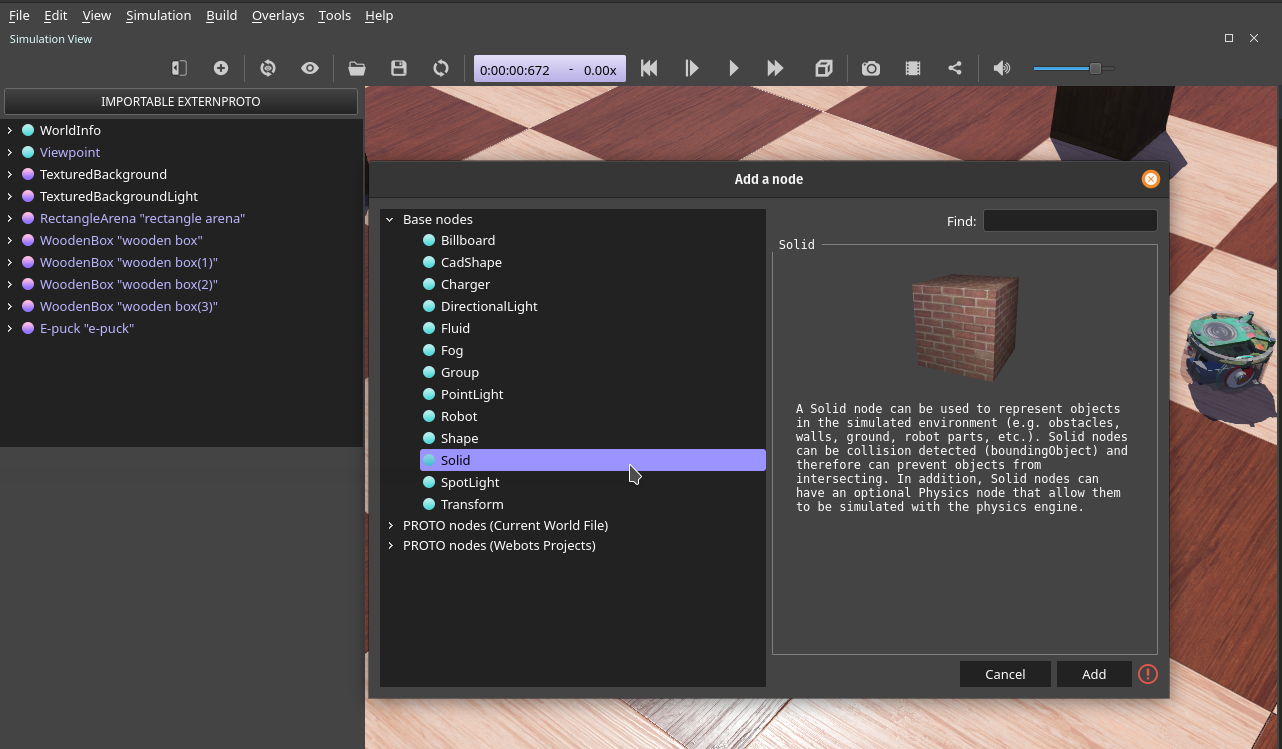 File Edit View Simulation Build Overlays Tools Help
Simulation View
0:00:00:672 - 0.00x
IMPORTABLE EXTERNPROTO
WorldInfo
Viewpoint
TexturedBackground
TexturedBackgroundLight
RectangleArena "rectangle arena"
WoodenBox "wooden box"
WoodenBox "wooden box(1)"
WoodenBox "wooden box(2)"
WoodenBox "wooden box(3)"
E-puck "e-puck"
Add a node
Base nodes
Billboard
CadShape
Charger
DirectionalLight
Fluid
Fog
Group
PointLight
Robot
Shape
Solid
SpotLight
Transform
PROTO nodes (Current World File)
PROTO nodes (Webots Projects)
Find:
Solid
A Solid node can be used to represent objects
in the simulated environment (e.g. obstacles,
walls, ground, robot parts, etc.). Solid nodes
can be collision detected (boundingObject) and
therefore can prevent objects from
intersecting. In addition, Solid nodes can
have an optional Physics node that allow them
to be simulated with the physics engine.
Cancel Add